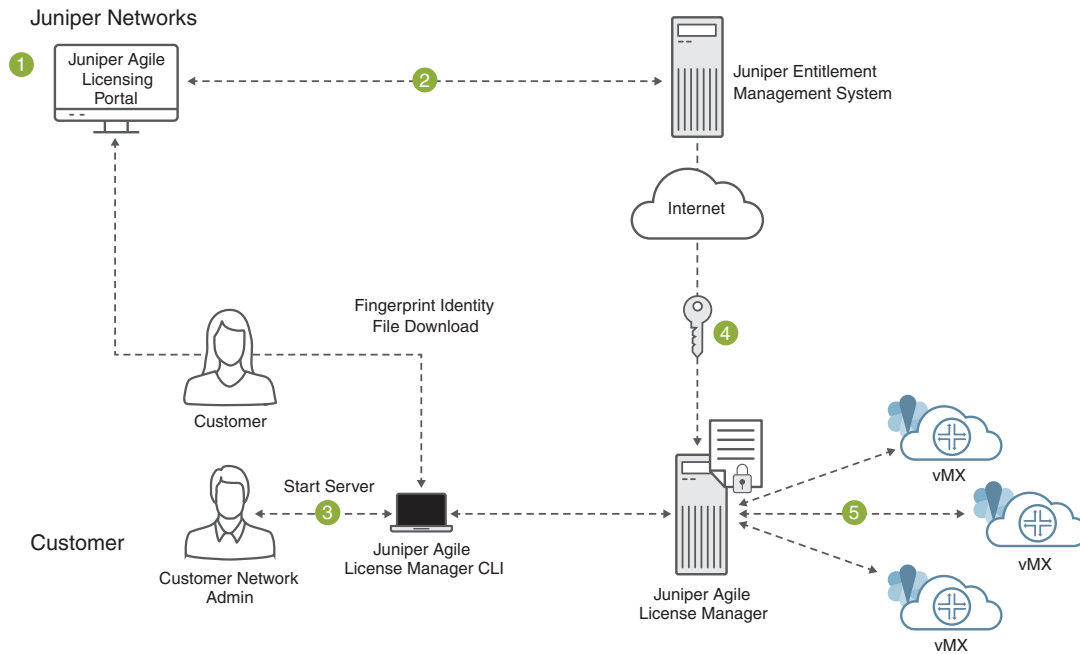 Juniper Networks
1
Juniper Agile
Licensing
Portal
2
Juniper Entitlement
Management System
Internet
Fingerprint Identity
File Download
4
Customer
Start Server
3
Customer
Customer Network
Admin
Juniper Agile
License Manager CLI
Juniper Agile
License Manager
5
vMX
vMX
vMX